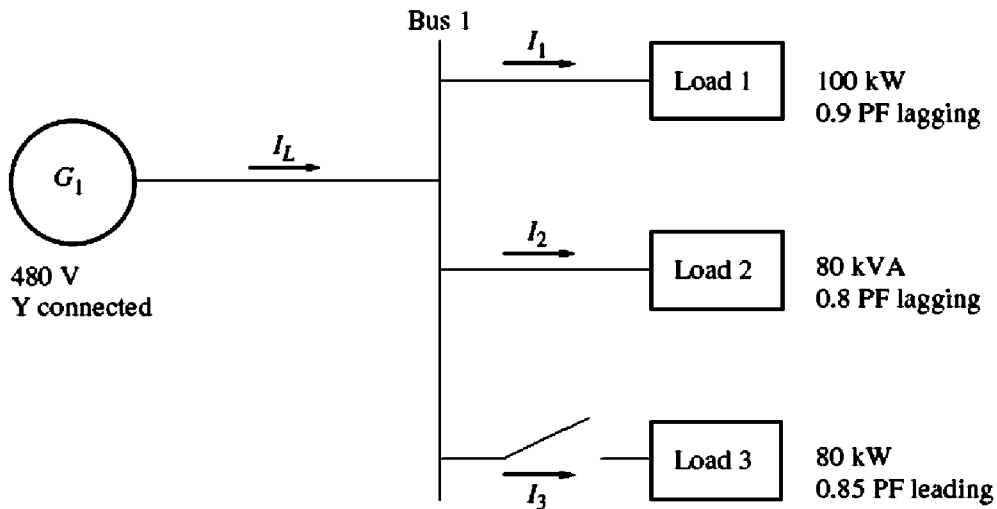 Bus 1
I1
Load 1
100 kW
0.9 PF lagging
G1
IL
480 V
Y connected
I2
Load 2
80 kVA
0.8 PF lagging
I3
Load 3
80 kW
0.85 PF leading